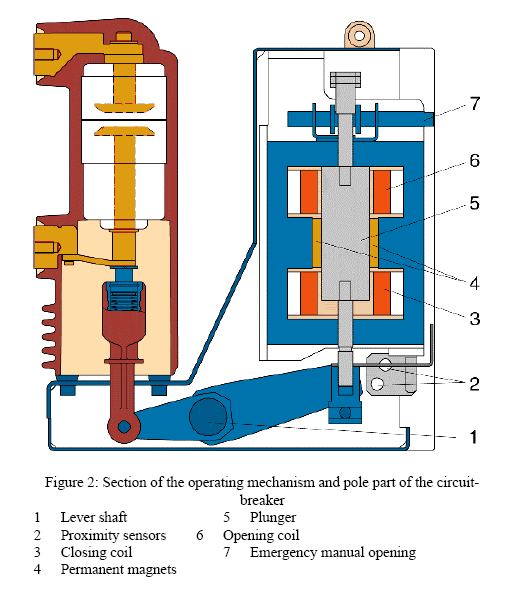 7
6
5
4
3
2
1
Figure 2: Section of the operating mechanism and pole part of the circuit-
breaker
1 Lever shaft 5 Plunger
2 Proximity sensors 6 Opening coil
3 Closing coil 7 Emergency manual opening
4 Permanent magnets